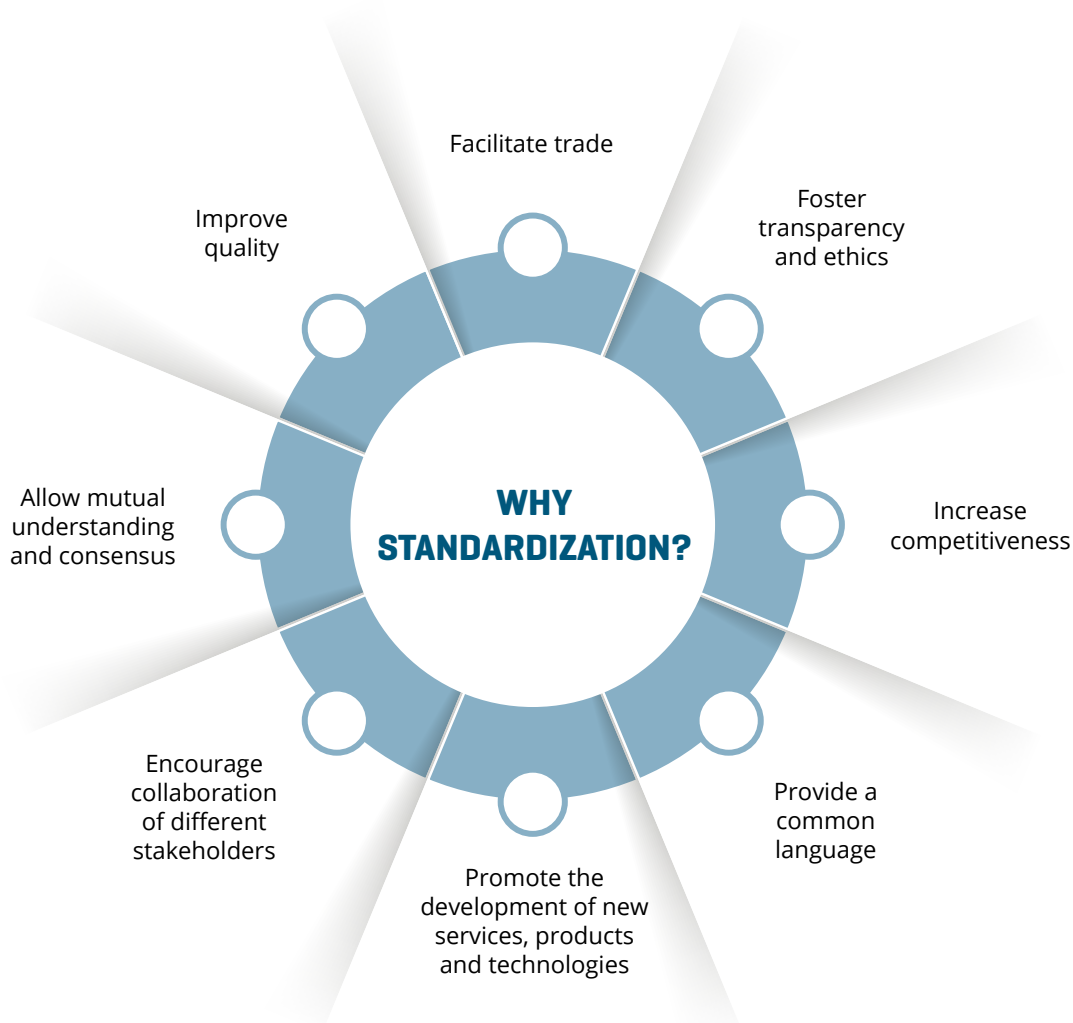 Facilitate trade
Foster
transparency
and ethics
Increase
competitiveness
Provide a
common
language
Promote the
development of new
services, products
and technologies
Encourage
collaboration
of different
stakeholders
Allow mutual
understanding
and consensus
Improve
quality
WHY
STANDARDIZATION?